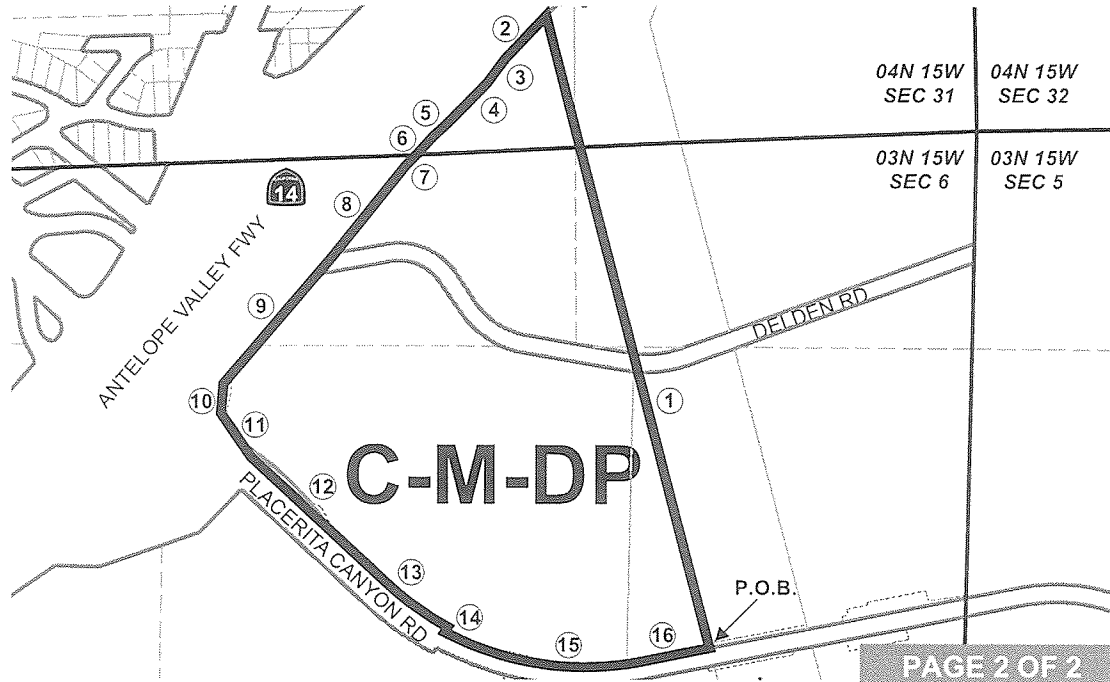 2
3
4
5
6
7
8
9
10
11
12
13
14
15
16
1
04N 15W
SEC 31
04N 15W
SEC 32
03N 15W
SEC 6
03N 15W
SEC 5
14
ANTELOPE VALLEY FWY
DELDEN RD
C-M-DP
PLACERITA CANYON RD
P.O.B.
PAGE 2 OF 2